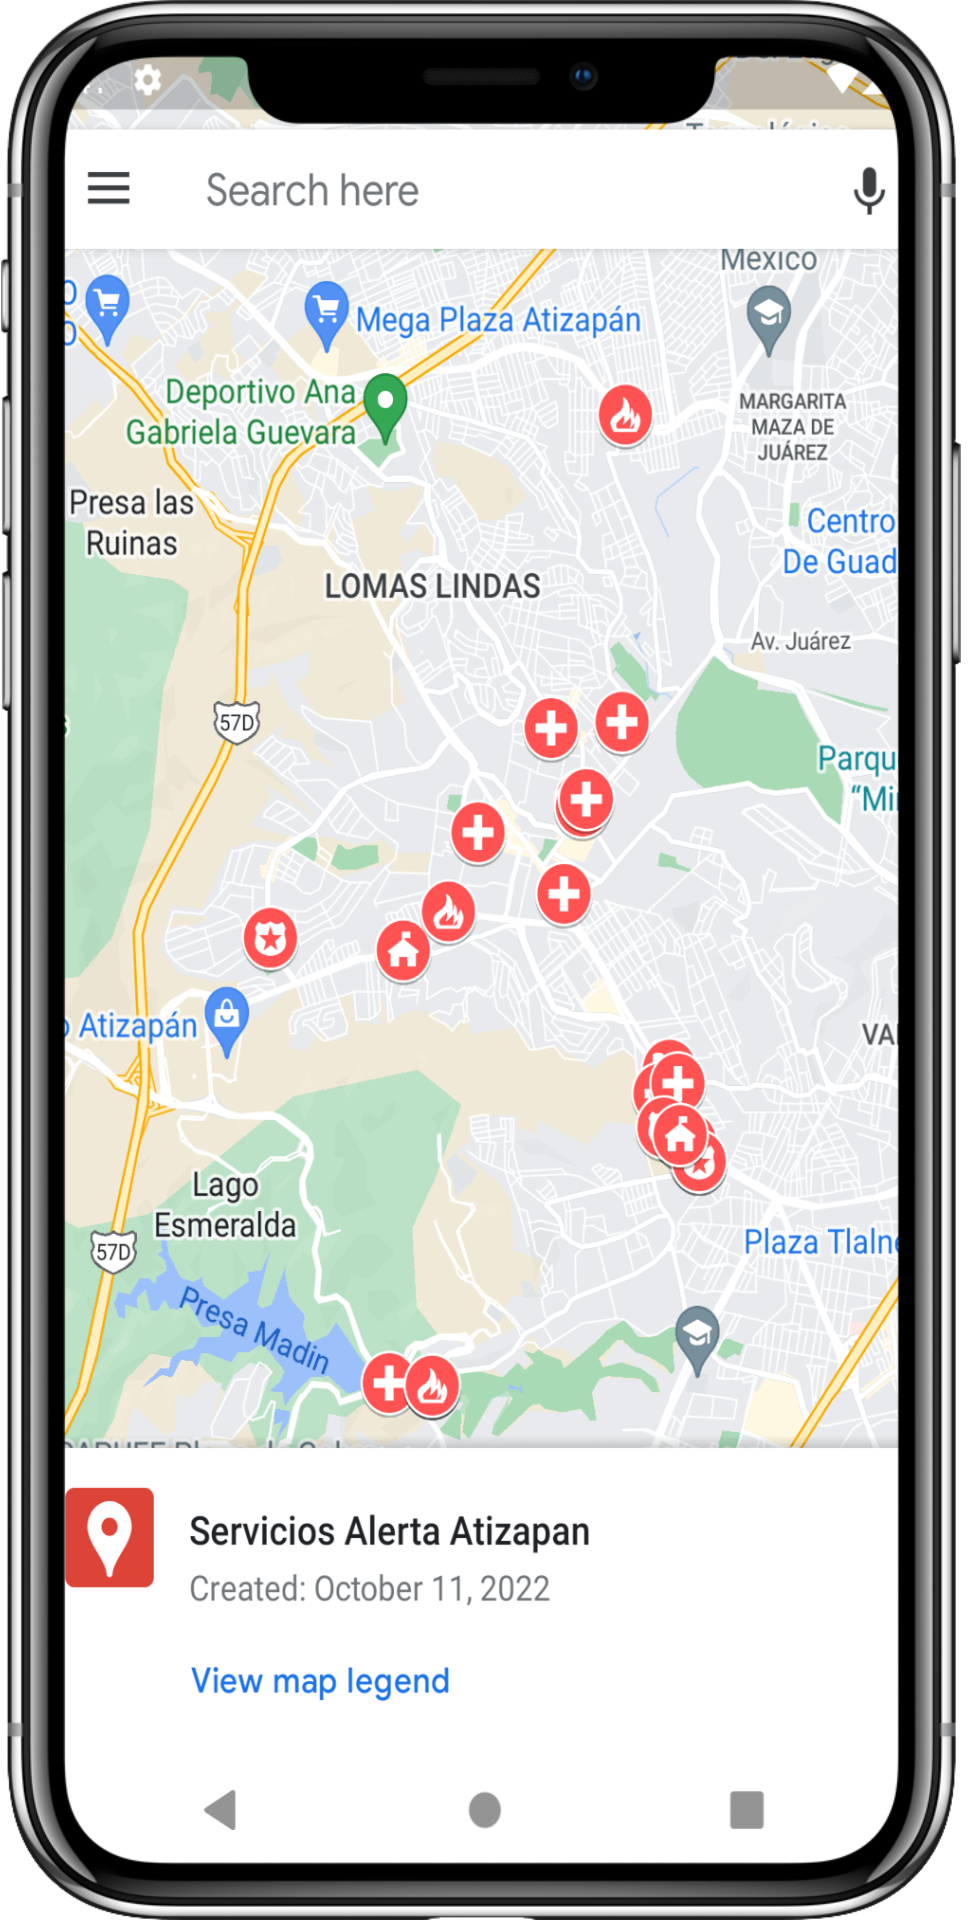 Search here
Mexico
Mega Plaza Atizapán
Deportivo Ana
Gabriela Guevara
MARGARITA
MAZA DE
JUÁREZ
Presa las
Ruinas
Centro
De Guad
LOMAS LINDAS
Av. Juárez
57D
Parqu
“Mi
Atizapán
VA
Lago
Esmeralda
57D
Plaza Tlalne
Presa Madin
Servicios Alerta Atizapan
Created: October 11, 2022
View map legend